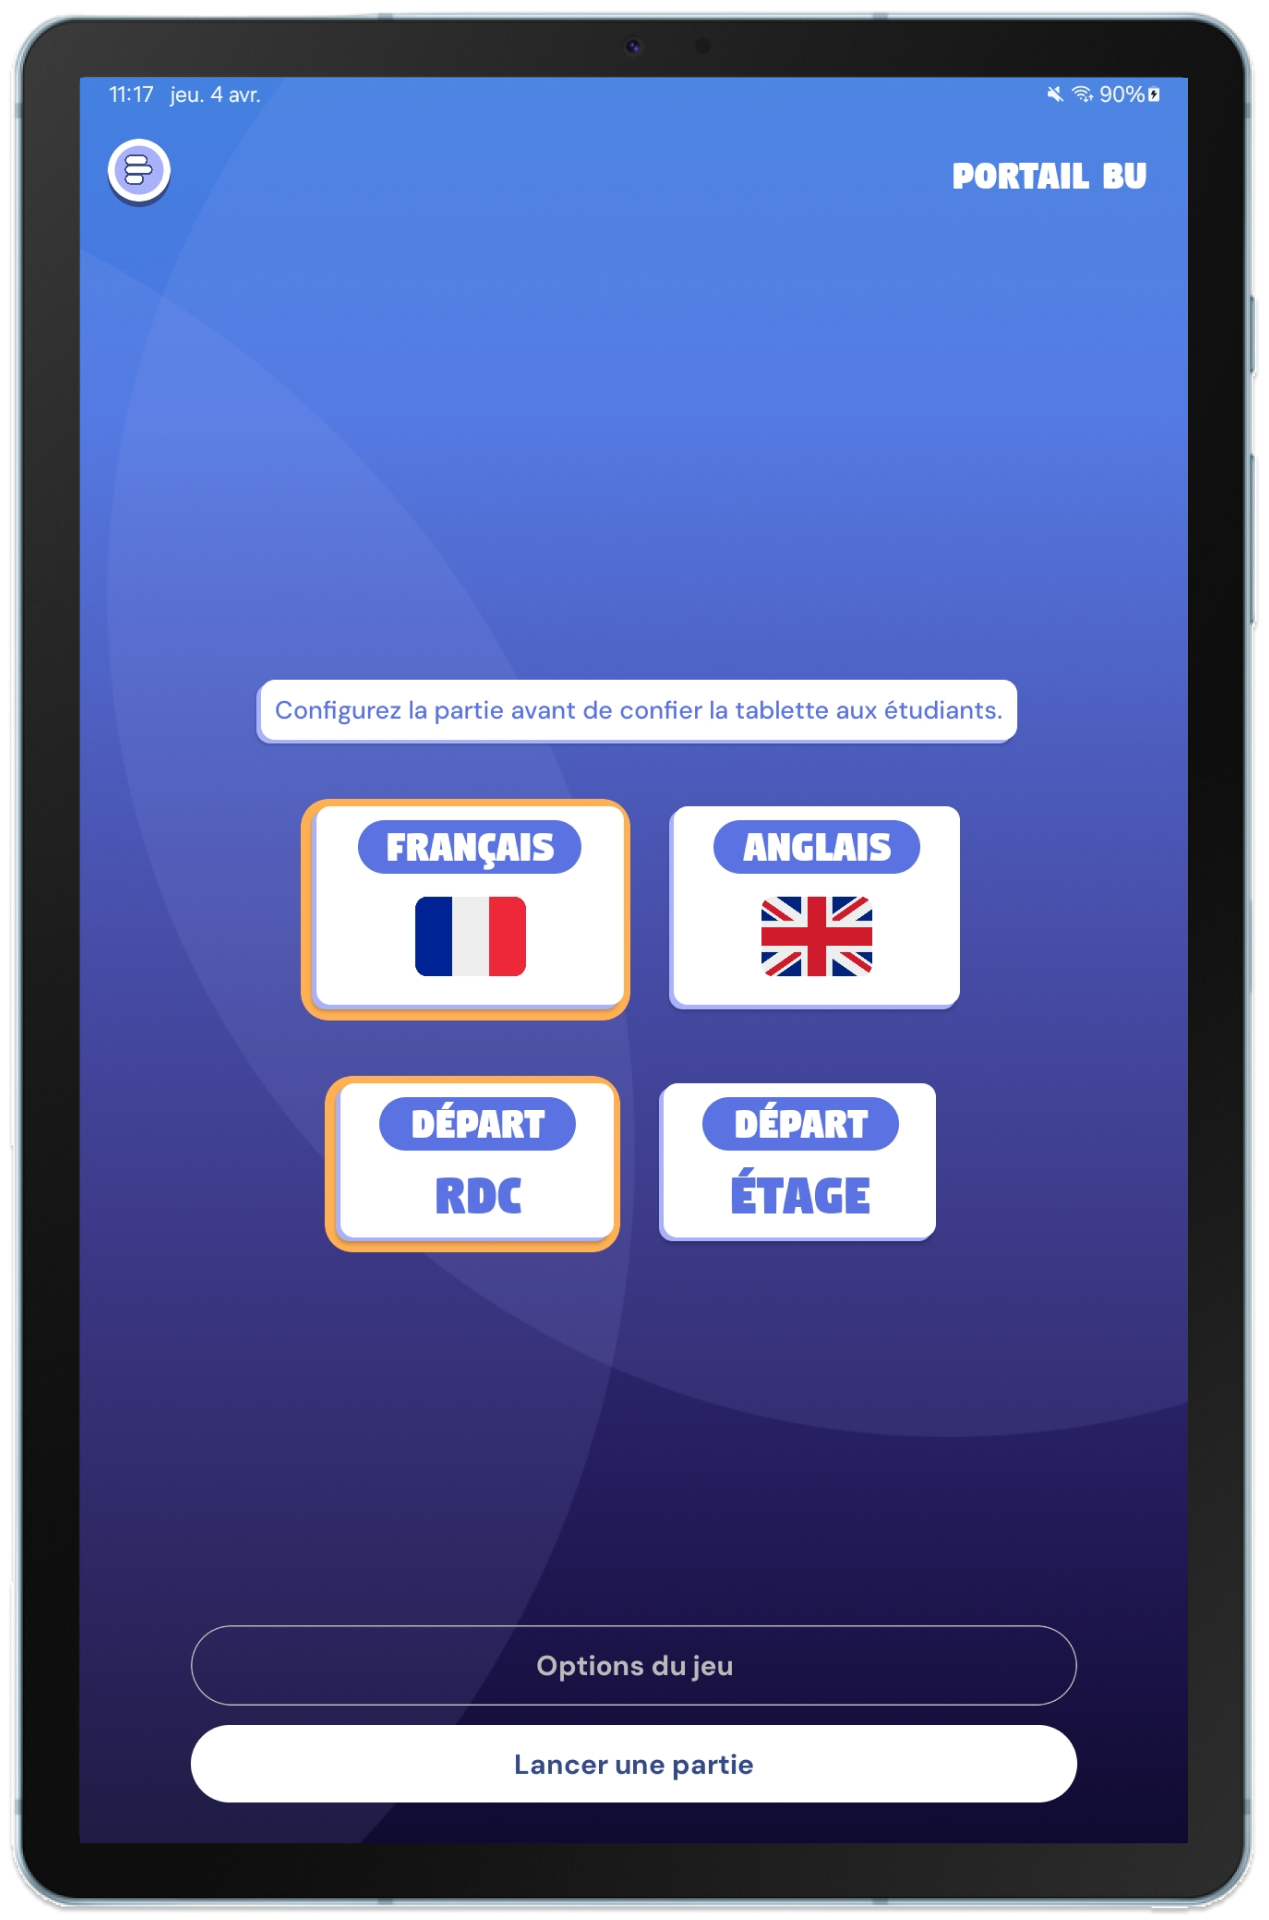 11:17 jeu. 4 avr. 90%
PORTAIL BU
Configurez la partie avant de confier la tablette aux étudiants.
FRANÇAIS ANGLAIS
DÉPART DÉPART
RDC ÉTAGE
Options du jeu
Lancer une partie